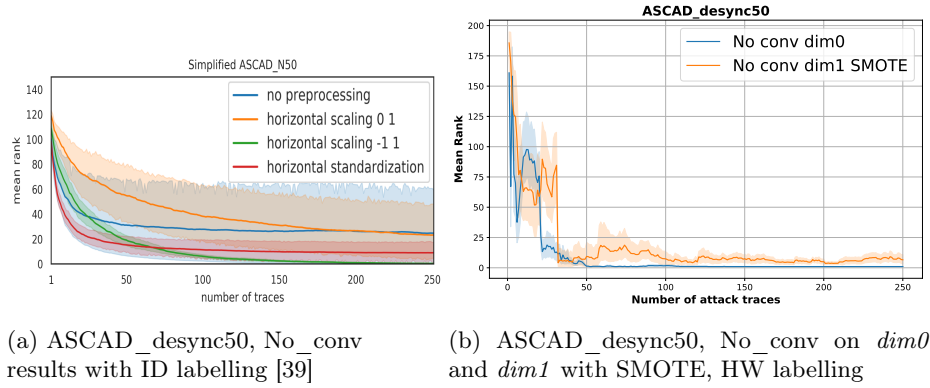 Simplified ASCAD_N50
mean rank
140
120
100
80
60
40
20
0
no preprocessing
horizontal scaling 0 1
horizontal scaling -1 1
horizontal standardization
1
50
100
150
200
250
number of traces
(a) ASCAD_desync50, No_conv
results with ID labelling [39]
ASCAD_desync50
Mean Rank
200
175
150
125
100
75
50
25
0
No conv dim0
No conv dim1 SMOTE
0
50
100
150
200
250
Number of attack traces
(b) ASCAD_desync50, No_conv on dim0
and dim1 with SMOTE, HW labelling